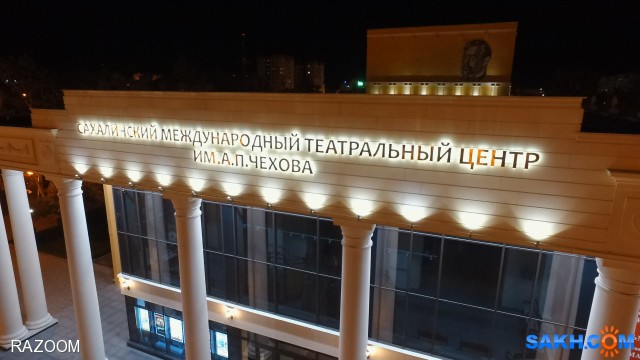 САХАЛИНСКИЙ МЕЖДУНАРОДНЫЙ ТЕАТРАЛЬНЫЙ ЦЕНТР
ИМ.А.П.ЧЕХОВА
RAZOOM
SAKH.COM